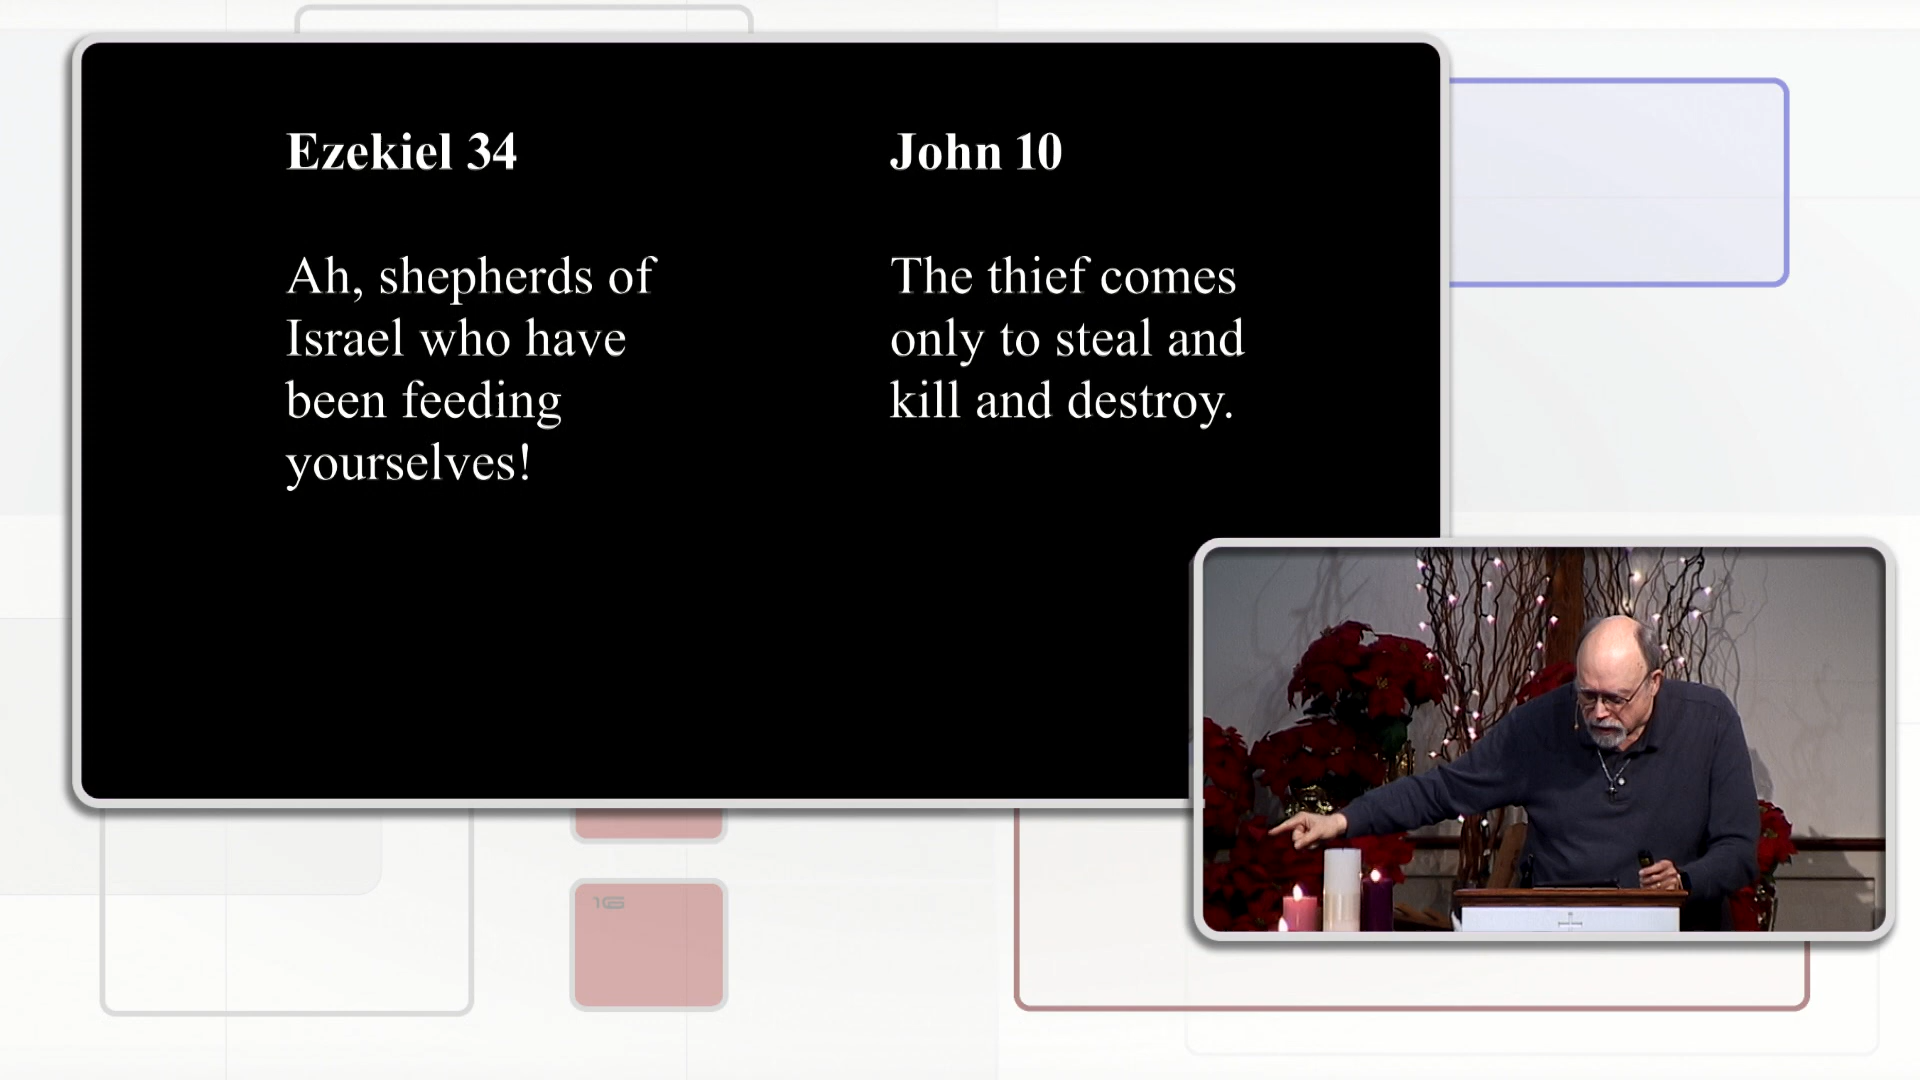 Ezekiel 34
Ah, shepherds of
Israel who have
been feeding
yourselves!
John 10
The thief comes
only to steal and
kill and destroy.
16